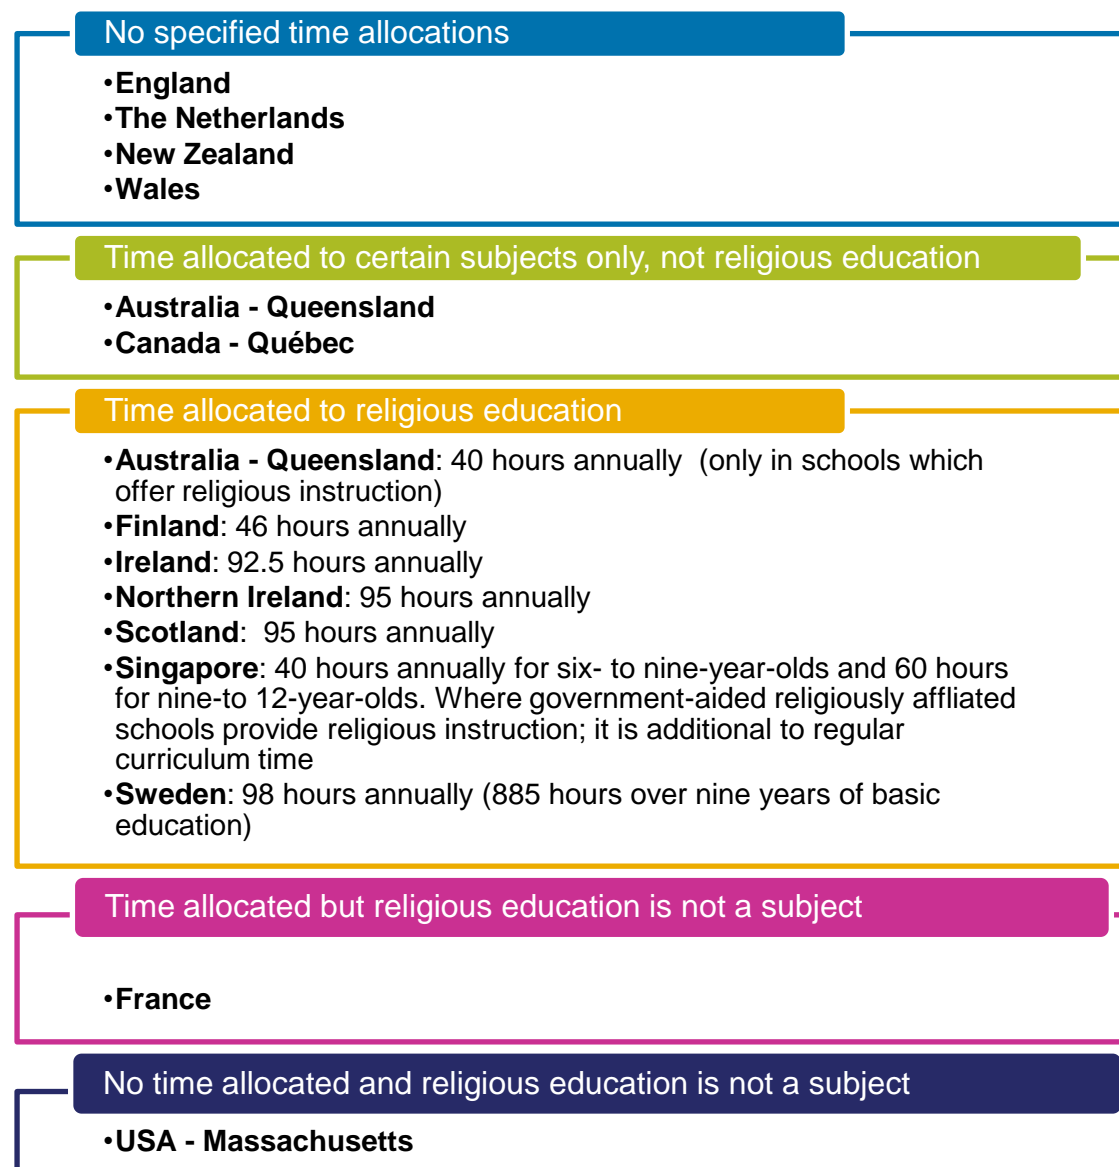 No specified time allocations
•England
•The Netherlands
•New Zealand
•Wales
Time allocated to certain subjects only, not religious education
•Australia - Queensland
•Canada - Québec
Time allocated to religious education
•Australia - Queensland: 40 hours annually  (only in schools which
offer religious instruction)
•Finland: 46 hours annually
•Ireland: 92.5 hours annually
•Northern Ireland: 95 hours annually
•Scotland:  95 hours annually
•Singapore: 40 hours annually for six- to nine-year-olds and 60 hours
for nine-to 12-year-olds. Where government-aided religiously affliated
schools provide religious instruction; it is additional to regular
curriculum time
•Sweden: 98 hours annually (885 hours over nine years of basic
education)
Time allocated but religious education is not a subject
•France
No time allocated and religious education is not a subject
•USA - Massachusetts